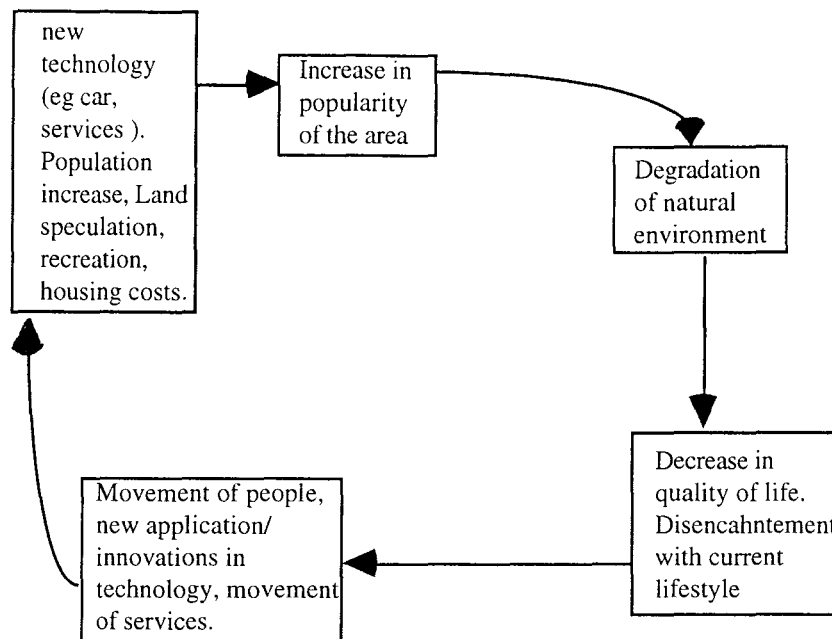 new
technology
(eg car,
services ).
Population
increase, Land
speculation,
recreation,
housing costs.
Increase in
popularity
of the area
Degradation
of natural
environment
Decrease in
quality of life.
Disencahntement
with current
lifestyle
Movement of people,
new application/
innovations in
technology, movement
of services.